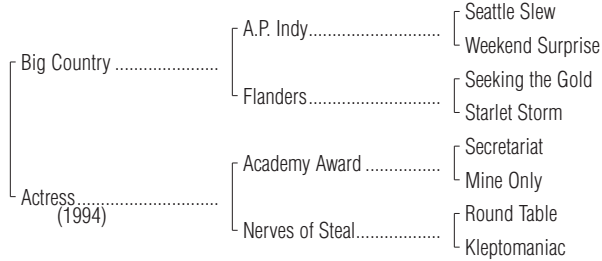 Seattle Slew
A.P. Indy
Weekend Surprise
Big Country
Seeking the Gold
Flanders
Starlet Storm
Secretariat
Academy Award
Mine Only
Actress
(1994)
Round Table
Nerves of Steal
Kleptomaniac